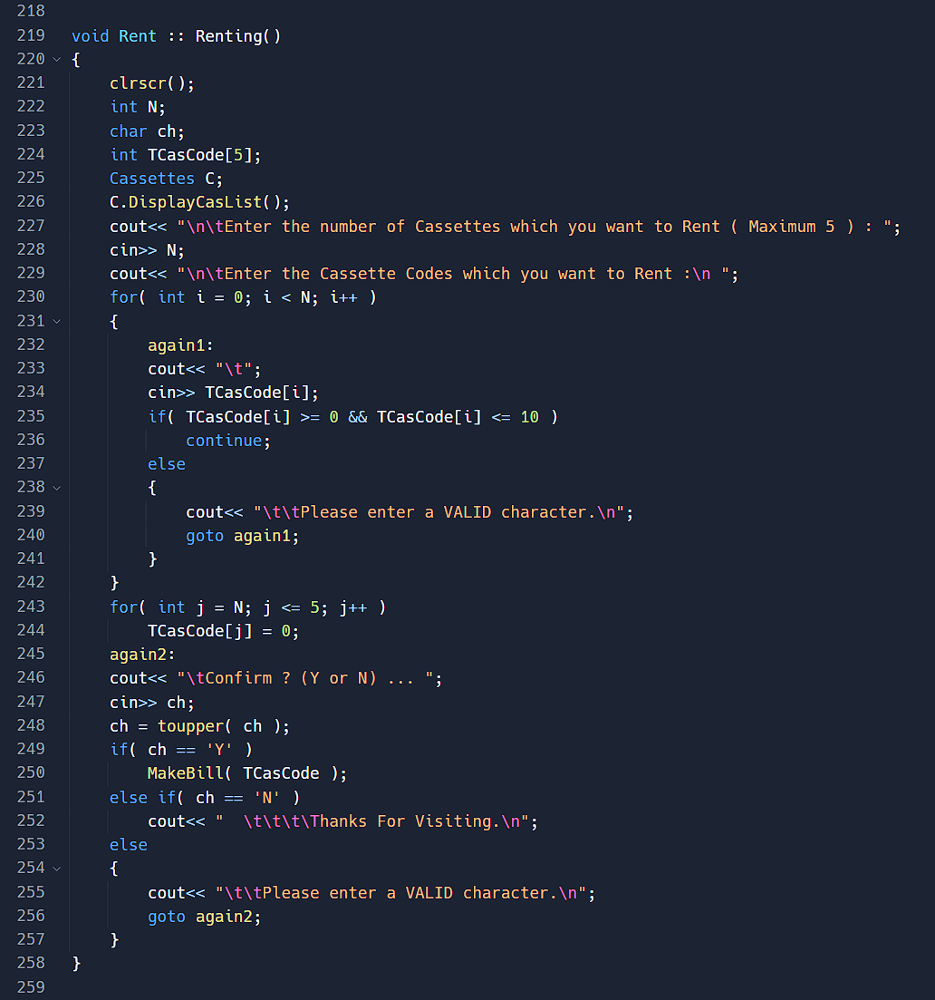 218
219 void Rent :: Renting()
220 {
221     clrscr();
222     int N;
223     char ch;
224     int TCasCode[5];
225     Cassettes C;
226     C.DisplayCasList();
227     cout<< "\n\tEnter the number of Cassettes which you want to Rent ( Maximum 5 ) : ";
228     cin>> N;
229     cout<< "\n\tEnter the Cassette Codes which you want to Rent :\n ";
230     for( int i = 0; i < N; i++ )
231     {
232         again1:
233         cout<< "\t";
234         cin>> TCasCode[i];
235         if( TCasCode[i] >= 0 && TCasCode[i] <= 10 )
236             continue;
237         else
238         {
239             cout<< "\t\tPlease enter a VALID character.\n";
240             goto again1;
241         }
242     }
243     for( int j = N; j <= 5; j++ )
244         TCasCode[j] = 0;
245     again2:
246     cout<< "\tConfirm ? (Y or N) ... ";
247     cin>> ch;
248     ch = toupper( ch );
249     if( ch == 'Y' )
250         MakeBill( TCasCode );
251     else if( ch == 'N' )
252         cout<< "  \t\t\t\Thanks For Visiting.\n";
253     else
254     {
255         cout<< "\t\tPlease enter a VALID character.\n";
256         goto again2;
257     }
258 }
259